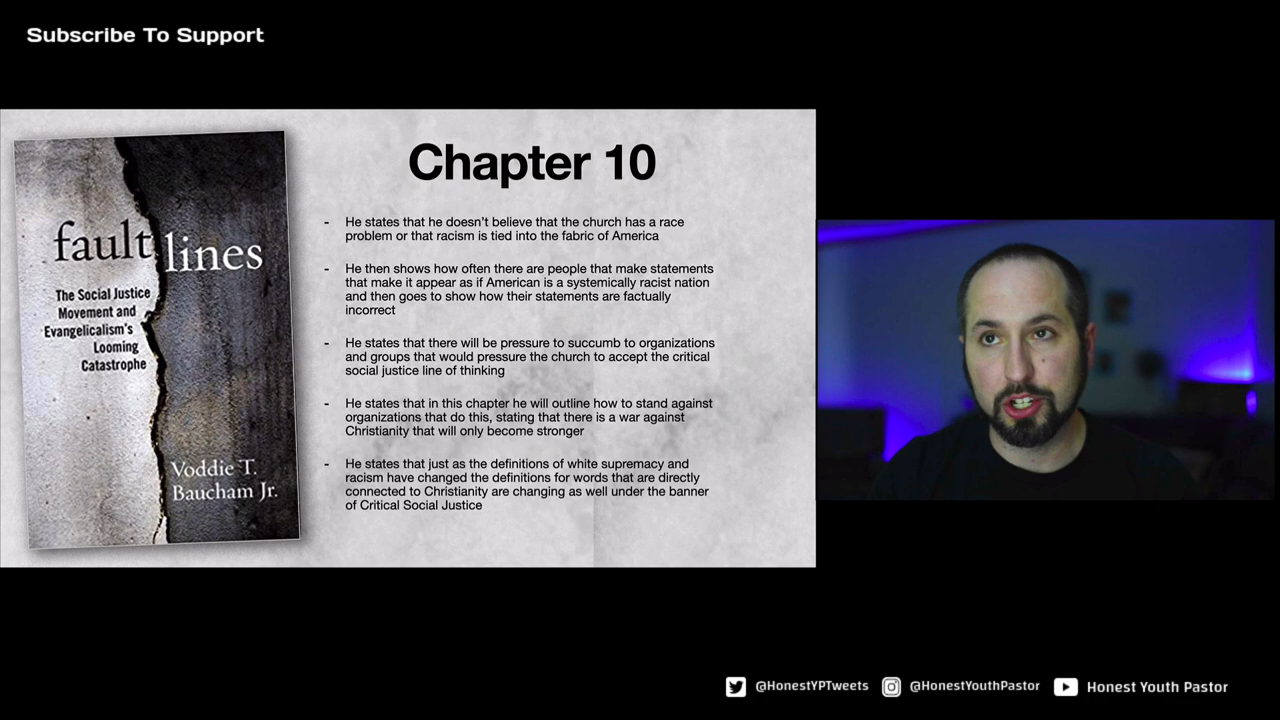 Subscribe To Support
fault lines
The Social Justice
Movement and
Evangelicalism's
Looming
Catastrophe
Voddie T.
Baucham Jr.
Chapter 10
- He states that he doesn't believe that the church has a race
problem or that racism is tied into the fabric of America
- He then shows how often there are people that make statements
that make it appear as if American is a systemically racist nation
and then goes to show how their statements are factually
incorrect
- He states that there will be pressure to succumb to organizations
and groups that would pressure the church to accept the critical
social justice line of thinking
- He states that in this chapter he will outline how to stand against
organizations that do this, stating that there is a war against
Christianity that will only become stronger
- He states that just as the definitions of white supremacy and
racism have changed the definitions for words that are directly
connected to Christianity are changing as well under the banner
of Critical Social Justice
@HonestYPTweets @HonestYouthPastor Honest Youth Pastor